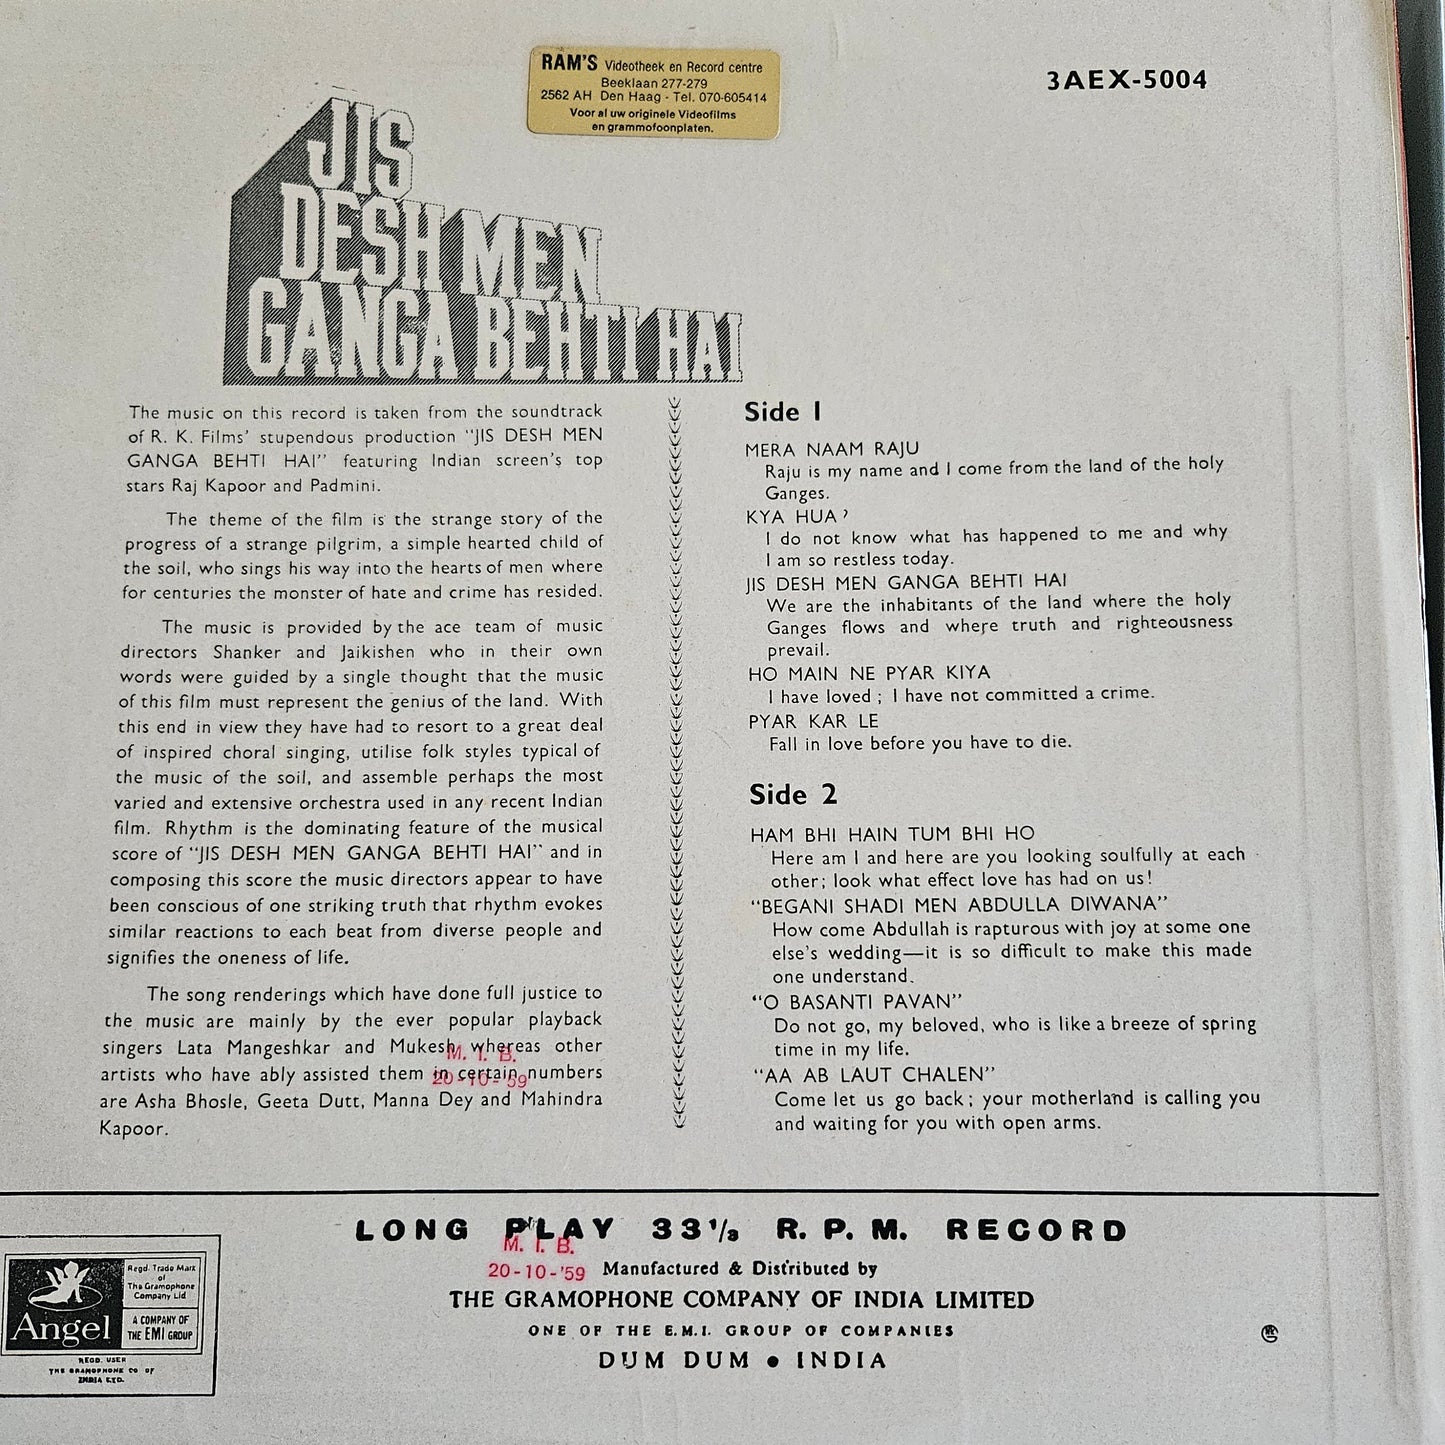 RAM'S Videotheek en Record centre
Beeklaan 277-279
2562 AH Den Haag - Tel. 070-605414
Voor al uw originele Videofilms
en grammofoonplaten.
3AEX-5004
JIS
DESH MEN
GANGA BEHTI HAI
The music on this record is taken from the soundtrack
of R. K. Films' stupendous production "JIS DESH MEN
GANGA BEHTI HAI" featuring Indian screen's top
stars Raj Kapoor and Padmini.
The theme of the film is the strange story of the
progress of a strange pilgrim, a simple hearted child of
the soil, who sings his way into the hearts of men where
for centuries the monster of hate and crime has resided.
The music is provided by the ace team of music
directors Shanker and Jaikishen who in their own
words were guided by a single thought that the music
of this film must represent the genius of the land. With
this end in view they have had to resort to a great deal
of inspired choral singing, utilise folk styles typical of
the music of the soil, and assemble perhaps the most
varied and extensive orchestra used in any recent Indian
film. Rhythm is the dominating feature of the musical
score of "JIS DESH MEN GANGA BEHTI HAI" and in
composing this score the music directors appear to have
been conscious of one striking truth that rhythm evokes
similar reactions to each beat from diverse people and
signifies the oneness of life.
The song renderings which have done full justice to
the music are mainly by the ever popular playback
singers Lata Mangeshkar and Mukesh whereas other
artists who have ably assisted them in certain numbers
are Asha Bhosle, Geeta Dutt, Manna Dey and Mahindra
Kapoor.
M. I. B.
20-10-'59
Side 1
MERA NAAM RAJU
Raju is my name and I come from the land of the holy
Ganges.
KYA HUA ?
I do not know what has happened to me and why
I am so restless today.
JIS DESH MEN GANGA BEHTI HAI
We are the inhabitants of the land where the holy
Ganges flows and where truth and righteousness
prevail.
HO MAIN NE PYAR KIYA
I have loved ; I have not committed a crime.
PYAR KAR LE
Fall in love before you have to die.
Side 2
HAM BHI HAIN TUM BHI HO
Here am I and here are you looking soulfully at each
other; look what effect love has had on us!
"BEGANI SHADI MEN ABDULLA DIWANA"
How come Abdullah is rapturous with joy at some one
else's wedding—it is so difficult to make this made
one understand.
"O BASANTI PAVAN"
Do not go, my beloved, who is like a breeze of spring
time in my life.
"AA AB LAUT CHALEN"
Come let us go back ; your motherland is calling you
and waiting for you with open arms.
LONG PLAY 33 1/3 R. P. M. RECORD
M. I. B.
20-10-'59
Manufactured & Distributed by
THE GRAMOPHONE COMPANY OF INDIA LIMITED
ONE OF THE E.M.I. GROUP OF COMPANIES
DUM DUM • INDIA
Angel
Regd. Trade Mark
of
The Gramophone
Company Ltd
A COMPANY OF
THE EMI GROUP
REGD. USER
THE GRAMOPHONE CO OF
INDIA LTD.